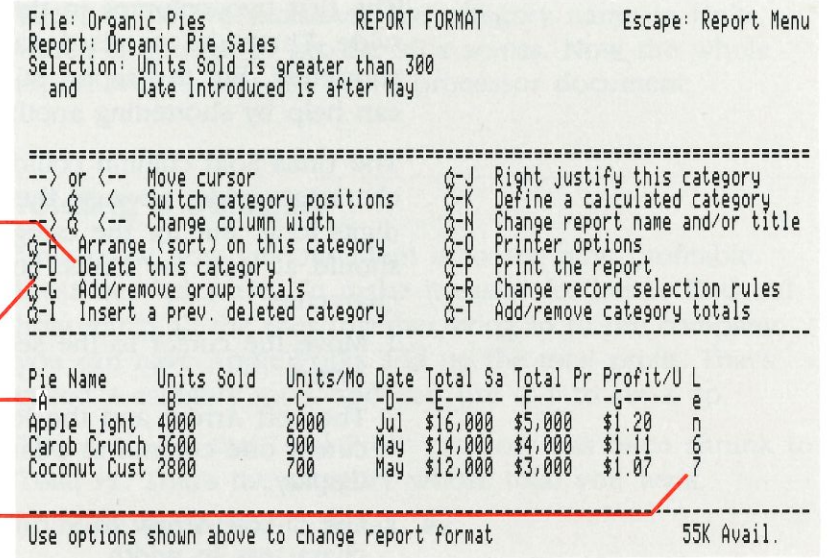 File: Organic Pies REPORT FORMAT Escape: Report Menu
Report: Organic Pie Sales
Selection: Units Sold is greater than 300
and Date Introduced is after May
--> or <-- Move cursor -J Right justify this category
> < Switch category positions -K Define a calculated category
--> <-- Change column width -N Change report name and/or title
-A Arrange (sort) on this category -O Printer options
-D Delete this category -P Print the report
-G Add/remove group totals -R Change record selection rules
-I Insert a prev. deleted category -T Add/remove category totals
Pie Name Units Sold Units/Mo Date Total Sa Total Pr Profit/U L
-A- -B- -C- -D- -E- -F- -G- e
Apple Light 4000 2000 Jul $16,000 $5,000 $1.20 n
Carob Crunch 3600 900 May $14,000 $4,000 $1.11 6
Coconut Cust 2800 700 May $12,000 $3,000 $1.07 7
Use options shown above to change report format 55K Avail.